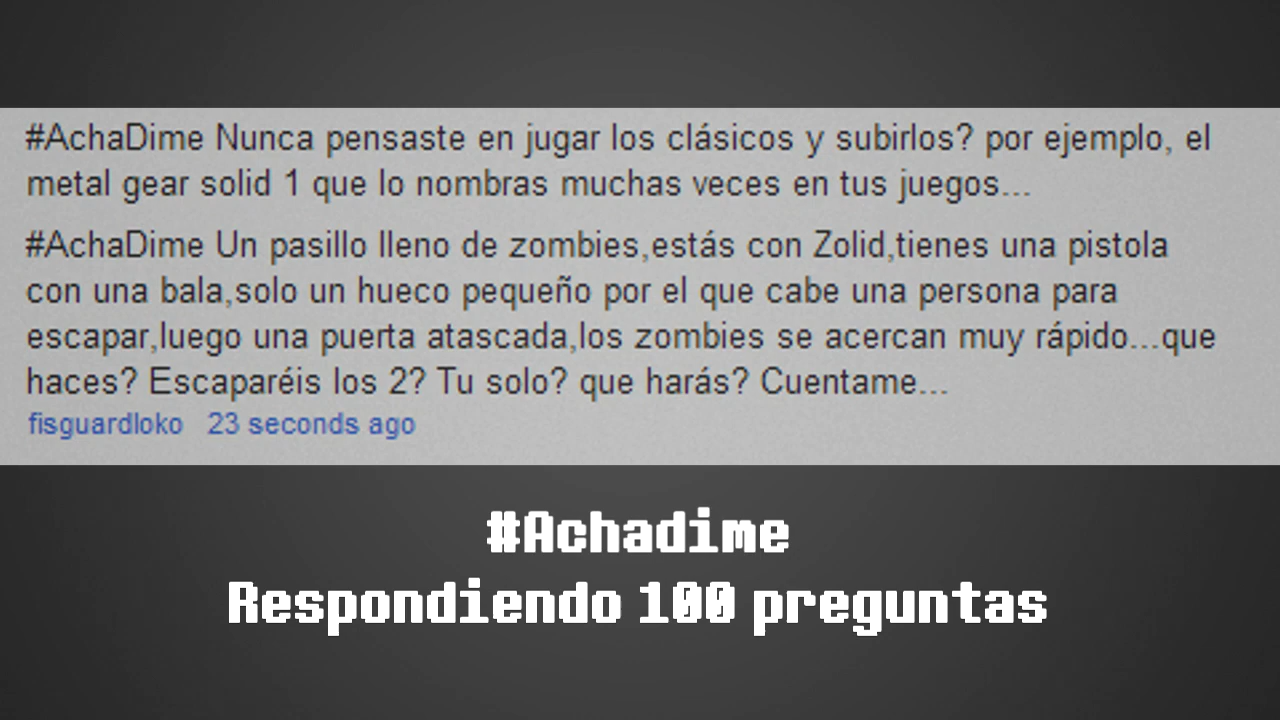 #AchaDime Nunca pensaste en jugar los clásicos y subirlos? por ejemplo, el
metal gear solid 1 que lo nombras muchas veces en tus juegos...
#AchaDime Un pasillo lleno de zombies,estás con Zolid,tienes una pistola
con una bala,solo un hueco pequeño por el que cabe una persona para
escapar,luego una puerta atascada,los zombies se acercan muy rápido...que
haces? Escaparéis los 2? Tu solo? que harás? Cuentame...
fisguardloko 23 seconds ago
#Achadime
Respondiendo 100 preguntas